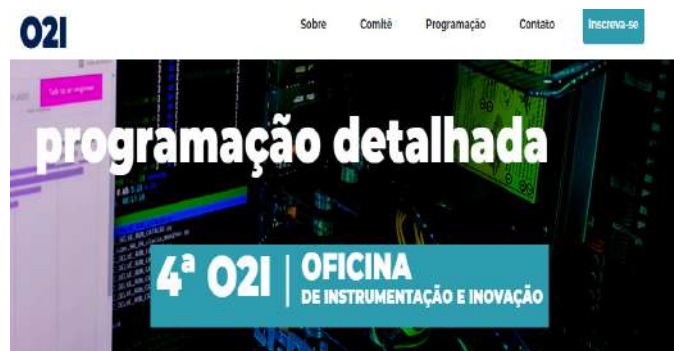 O2I
Sobre Comitê Programação Contato Inscreva-se
programação detalhada
4ª O2I | OFICINA
DE INSTRUMENTAÇÃO E INOVAÇÃO